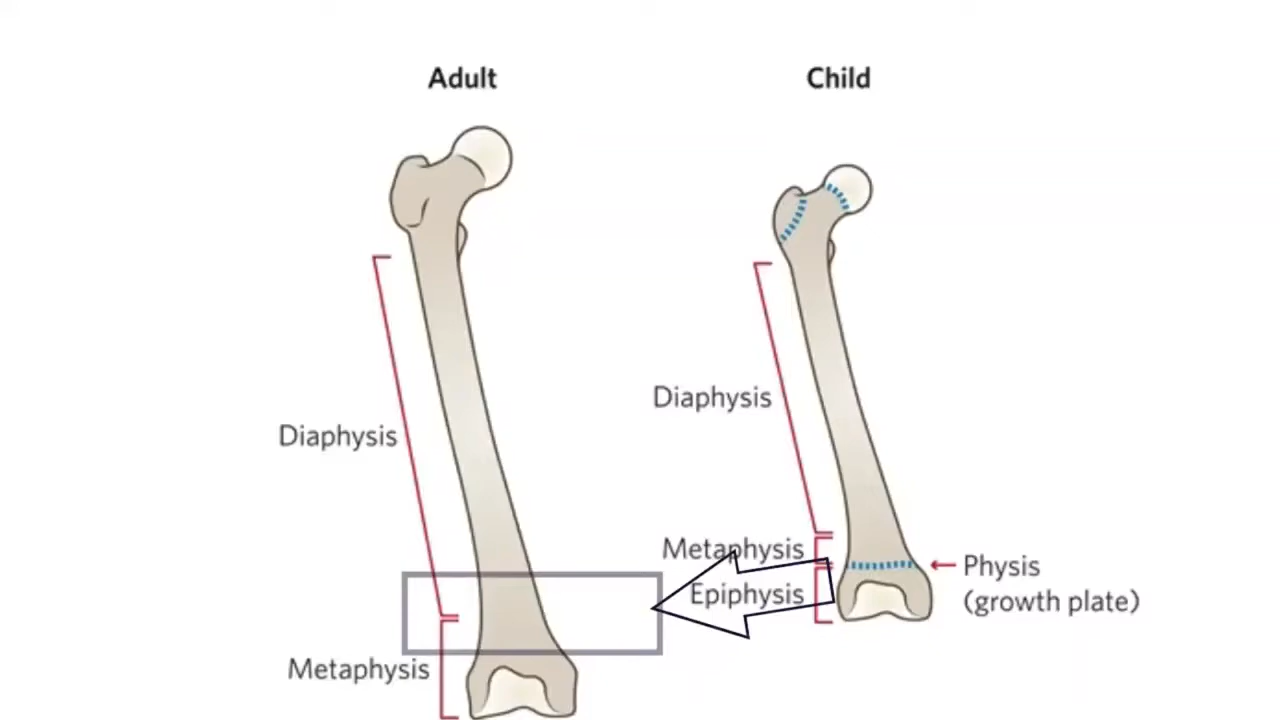 Adult
Child
Diaphysis
Diaphysis
Metaphysis
Epiphysis
Physis
(growth plate)
Metaphysis